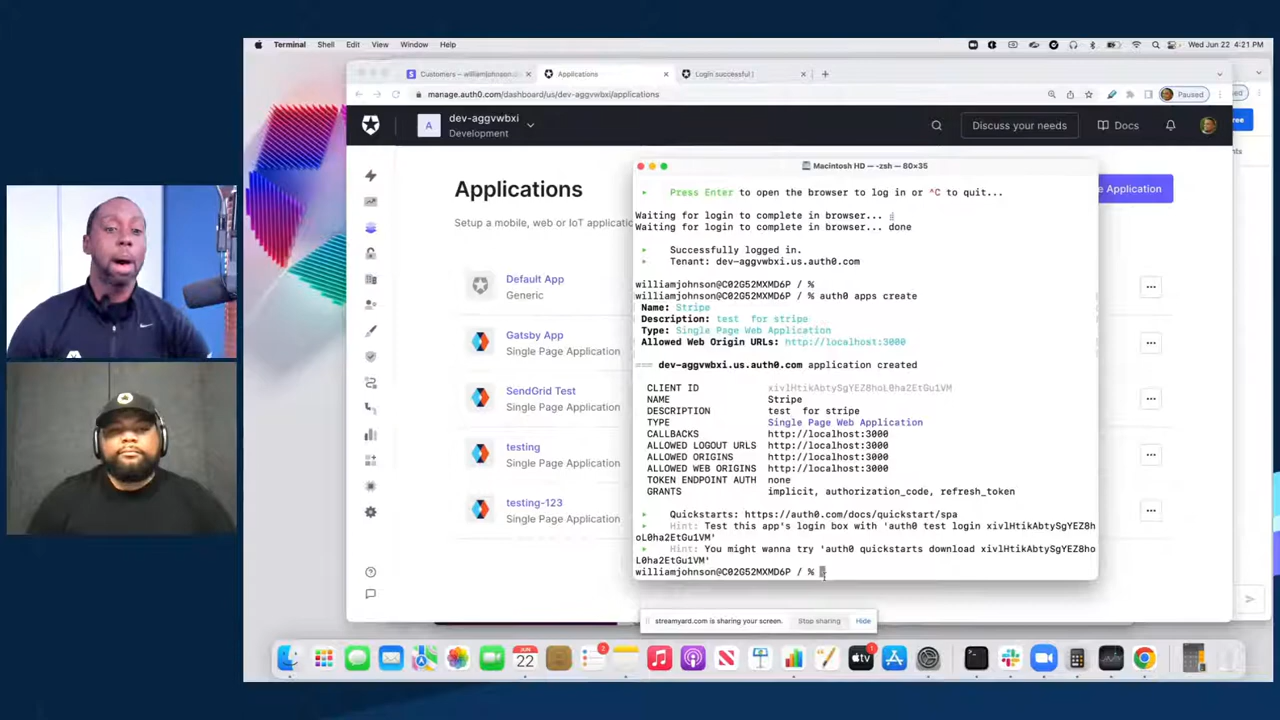 Terminal Shell Edit View Window Help
Wed Jun 22 4:21 PM
Customers – williamjohnson
Applications
Login successful |
manage.auth0.com/dashboard/us/dev-aggvwbxi/applications
Paused
A
dev-aggvwbxi
Development
Discuss your needs
Docs
Applications
Setup a mobile, web or IoT applicatio
e Application
Default App
Generic
Gatsby App
Single Page Application
SendGrid Test
Single Page Application
testing
Single Page Application
testing-123
Single Page Application
Macintosh HD — -zsh — 80×35
Press Enter to open the browser to log in or ^C to quit...
Waiting for login to complete in browser...
Waiting for login to complete in browser... done
Successfully logged in.
Tenant: dev-aggvwbxi.us.auth0.com
williamjohnson@C02G52MXMD6P / %
williamjohnson@C02G52MXMD6P / % auth0 apps create
Name: Stripe
Description: test for stripe
Type: Single Page Web Application
Allowed Web Origin URLs: http://localhost:3000
=== dev-aggvwbxi.us.auth0.com application created
CLIENT ID xivlHtikAbtySgYEZ8hoL0ha2EtGu1VM
NAME Stripe
DESCRIPTION test for stripe
TYPE Single Page Web Application
CALLBACKS http://localhost:3000
ALLOWED LOGOUT URLS http://localhost:3000
ALLOWED ORIGINS http://localhost:3000
ALLOWED WEB ORIGINS http://localhost:3000
TOKEN ENDPOINT AUTH none
GRANTS implicit, authorization_code, refresh_token
Quickstarts: https://auth0.com/docs/quickstart/spa
Hint: Test this app's login box with 'auth0 test login xivlHtikAbtySgYEZ8h
oL0ha2EtGu1VM'
Hint: You might wanna try 'auth0 quickstarts download xivlHtikAbtySgYEZ8ho
L0ha2EtGu1VM'
williamjohnson@C02G52MXMD6P / %
streamyard.com is sharing your screen. Stop sharing Hide
JUN
22
2
1
tv